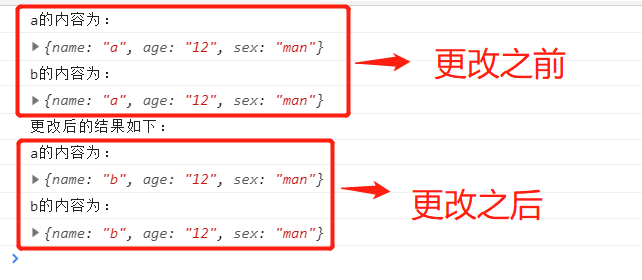 a的内容为：
▶{name: "a", age: "12", sex: "man"}
b的内容为：
▶{name: "a", age: "12", sex: "man"}
更改之前
更改后的结果如下：
a的内容为：
▶{name: "b", age: "12", sex: "man"}
b的内容为：
▶{name: "b", age: "12", sex: "man"}
更改之后
>